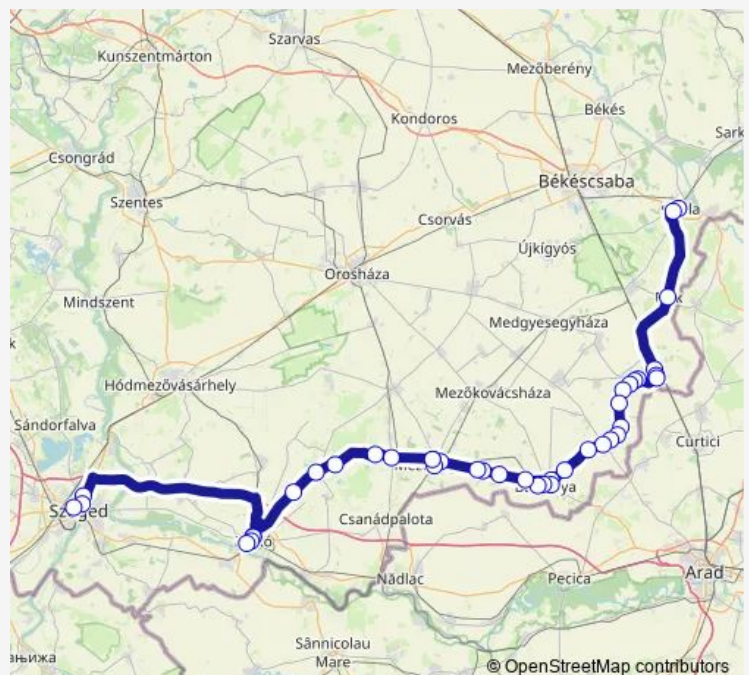 Szarvas
Kunszentmárton
Mezőberény
Békés
Kondoros
Sark
Csongrád
Békéscsaba
Szentes
Csorvás
Újkígyós
Orosháza
Mindszent
Medgyesegyháza
Hódmezővásárhely
Mezőkovácsháza
Sándorfalva
Curtici
Csanádpalota
Nădlac
Pecica
Arad
Sânnicolau
Mare
ањижа
© OpenStreetMap contributors